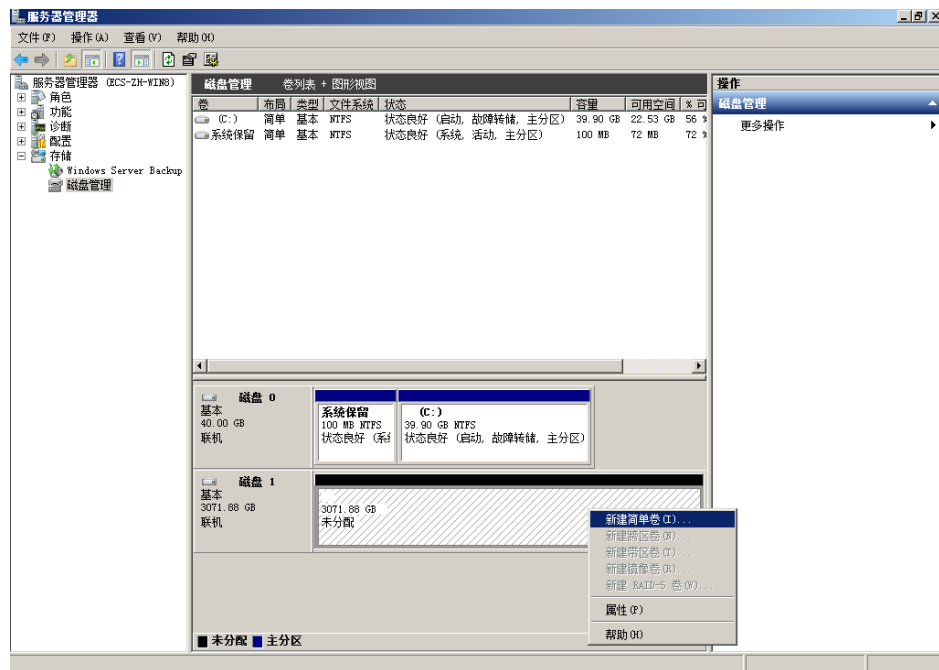 服务器管理器
文件(F) 操作(A) 查看(V) 帮助(H)
服务器管理器 (ECS-ZH-WIN8)
角色
功能
诊断
配置
存储
Windows Server Backup
磁盘管理
磁盘管理 卷列表 + 图形视图
卷 布局 类型 文件系统 状态 容量 可用空间 % 可
(C:) 简单 基本 NTFS 状态良好 (启动, 故障转储, 主分区) 39.90 GB 22.53 GB 56 %
系统保留 简单 基本 NTFS 状态良好 (系统, 活动, 主分区) 100 MB 72 MB 72 %
磁盘 0
基本
40.00 GB
联机
系统保留
100 MB NTFS
状态良好 (系
(C:)
39.90 GB NTFS
状态良好 (启动, 故障转储, 主分区)
磁盘 1
基本
3071.88 GB
联机
3071.88 GB
未分配
新建简单卷(I)...
新建跨区卷(N)...
新建带区卷(T)...
新建镜像卷(R)...
新建 RAID-5 卷(W)...
属性(P)
帮助(H)
未分配 主分区
操作
磁盘管理
更多操作